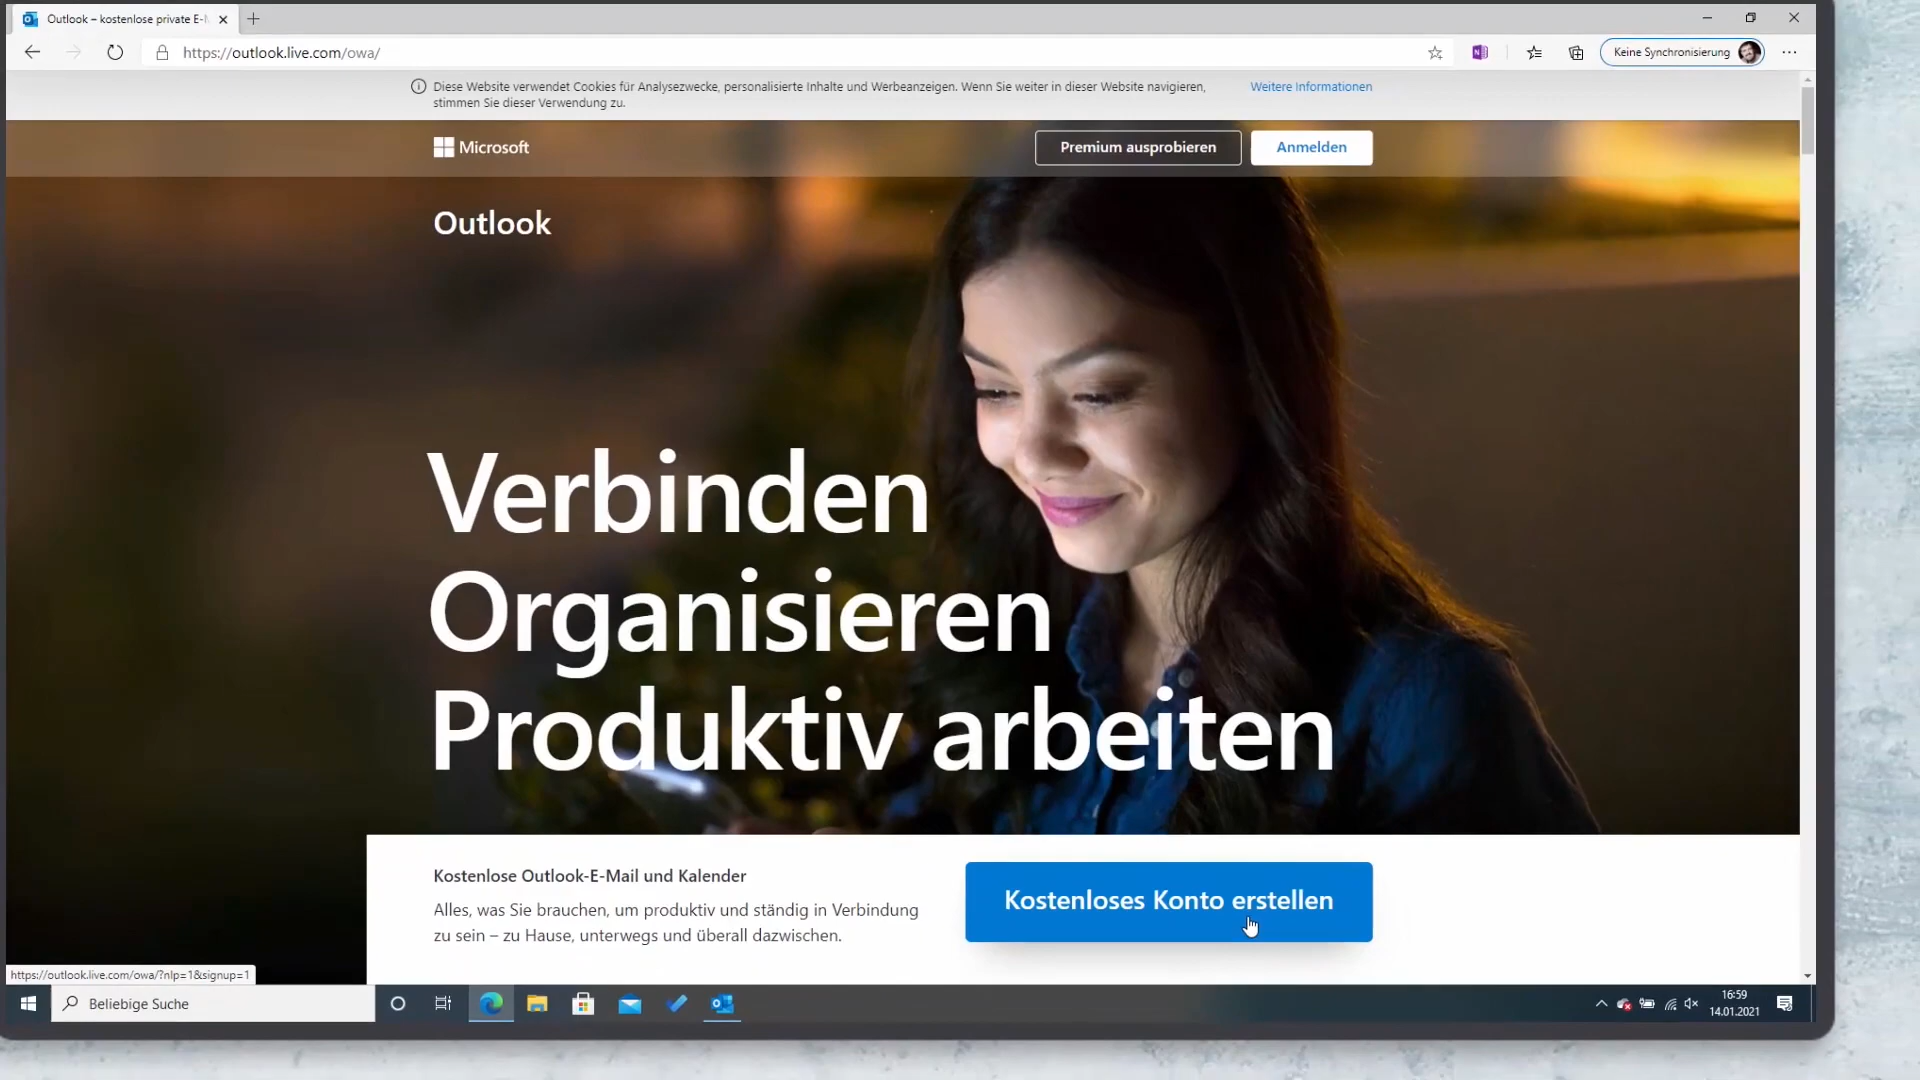 Outlook – kostenlose private E-M
https://outlook.live.com/owa/
Keine Synchronisierung
Diese Website verwendet Cookies für Analysezwecke, personalisierte Inhalte und Werbeanzeigen. Wenn Sie weiter in dieser Website navigieren,
stimmen Sie dieser Verwendung zu.
Weitere Informationen
Microsoft
Premium ausprobieren
Anmelden
Outlook
Verbinden
Organisieren
Produktiv arbeiten
Kostenlose Outlook-E-Mail und Kalender
Alles, was Sie brauchen, um produktiv und ständig in Verbindung
zu sein – zu Hause, unterwegs und überall dazwischen.
Kostenloses Konto erstellen
https://outlook.live.com/owa/?nlp=1&signup=1
Beliebige Suche
16:59
14.01.2021